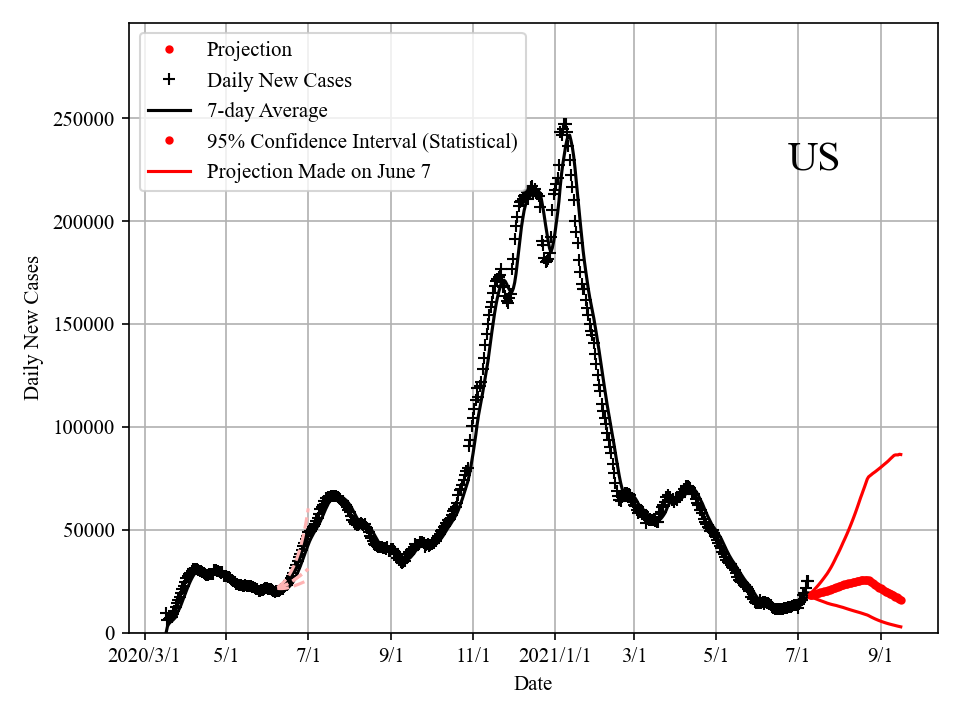 Projection
Daily New Cases
7-day Average
95% Confidence Interval (Statistical)
Projection Made on June 7
US
Daily New Cases
250000
200000
150000
100000
50000
0
2020/3/1 5/1 7/1 9/1 11/1 2021/1/1 3/1 5/1 7/1 9/1
Date